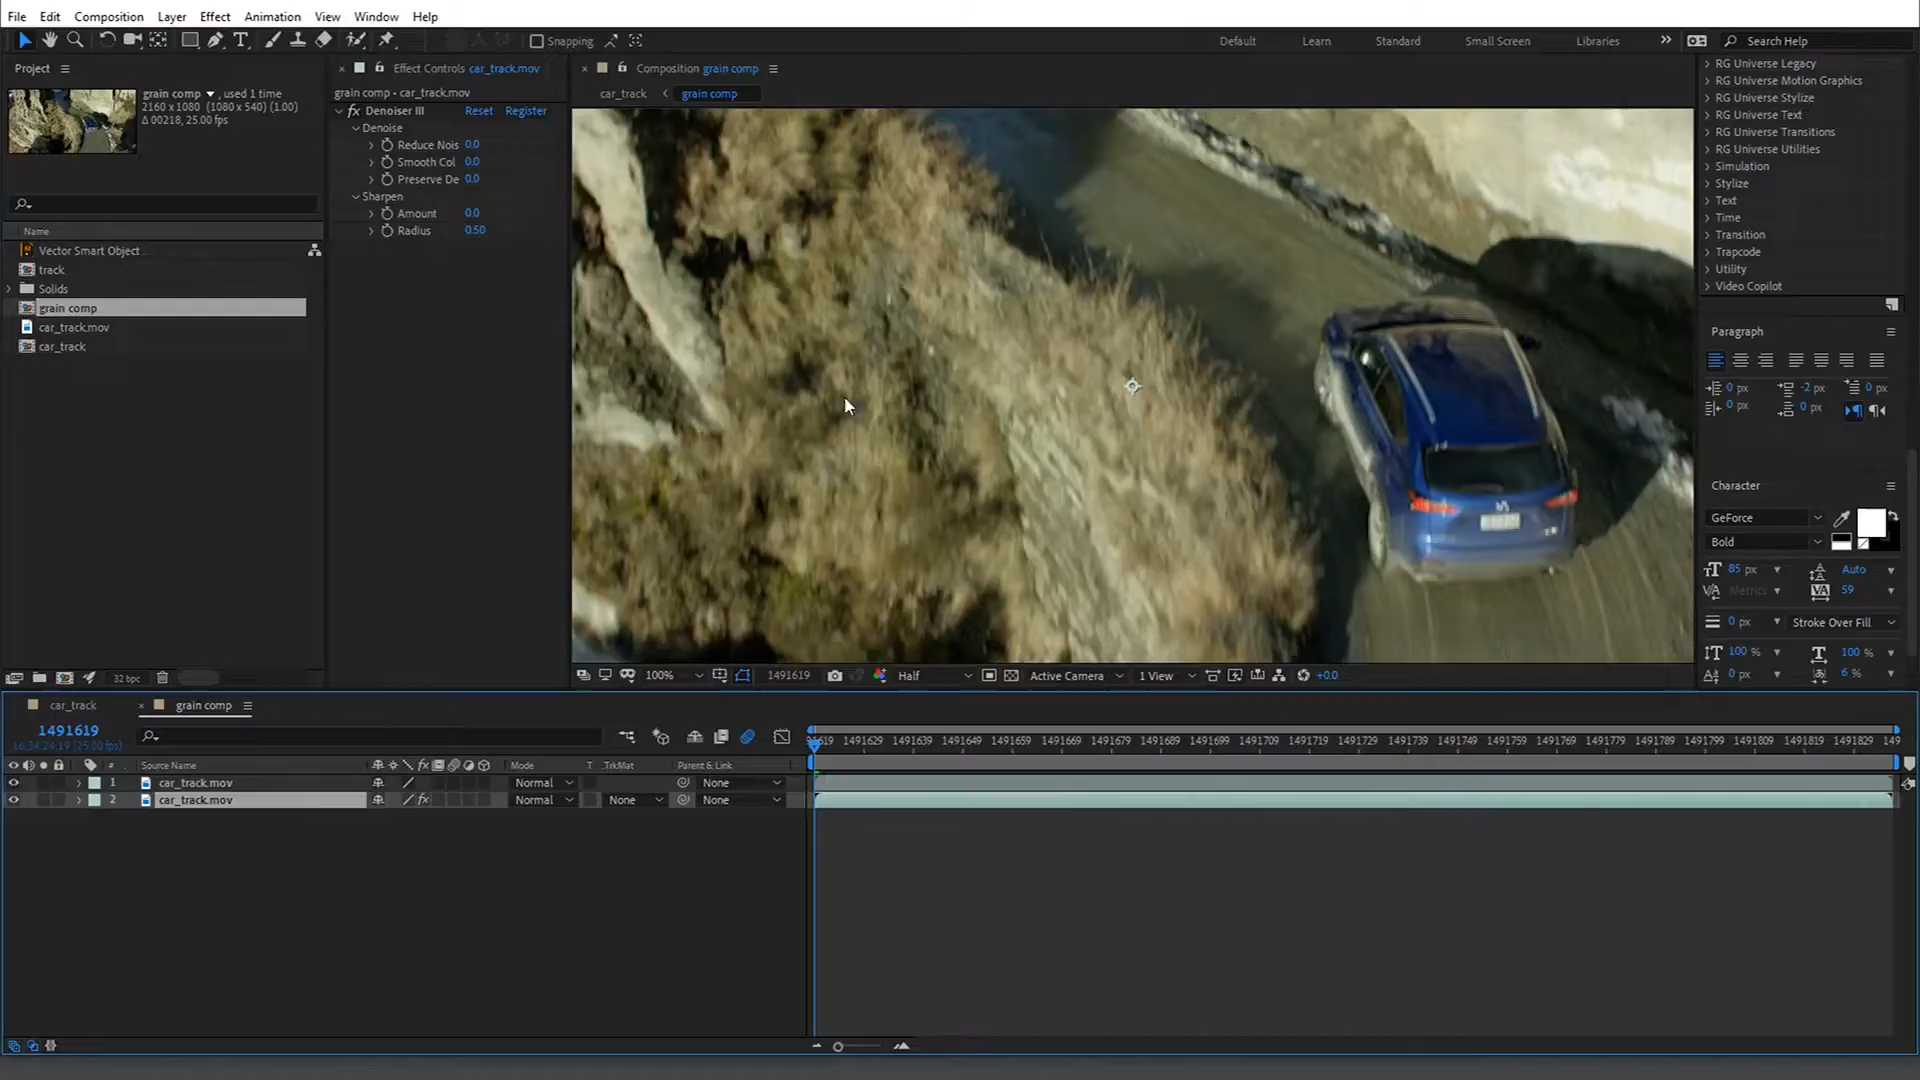 File Edit Composition Layer Effect Animation View Window Help
Snapping Default Learn Standard Small Screen Libraries Search Help
Project
grain comp , used 1 time
2160 x 1080 (1080 x 540) (1.00)
Δ 00218, 25.00 fps
Name
Vector Smart Object
track
Solids
grain comp
car_track.mov
car_track
32 bpc
Effect Controls car_track.mov
grain comp • car_track.mov
fx Denoiser III Reset Register
Denoise
Reduce Nois 0.0
Smooth Col 0.0
Preserve De 0.0
Sharpen
Amount 0.0
Radius 0.50
Composition grain comp
car_track grain comp
100% 1491619 Half Active Camera 1 View +0.0
RG Universe Legacy
RG Universe Motion Graphics
RG Universe Stylize
RG Universe Text
RG Universe Transitions
RG Universe Utilities
Simulation
Stylize
Text
Time
Transition
Trapcode
Utility
Video Copilot
Paragraph
0 px -2 px 0 px
0 px 0 px
Character
GeForce
Bold
85 px Auto
Metrics 59
0 px Stroke Over Fill
100 % 100 %
0 px 6 %
car_track grain comp
1491619
16:34:24:19 (25.00 fps)
1491629 1491639 1491649 1491659 1491669 1491679 1491689 1491699 1491709 1491719 1491729 1491739 1491749 1491759 1491769 1491779 1491789 1491799 1491809 1491819 1491829 149
# Source Name fx Mode T .TrkMat Parent & Link
1 car_track.mov Normal None
2 car_track.mov fx Normal None None